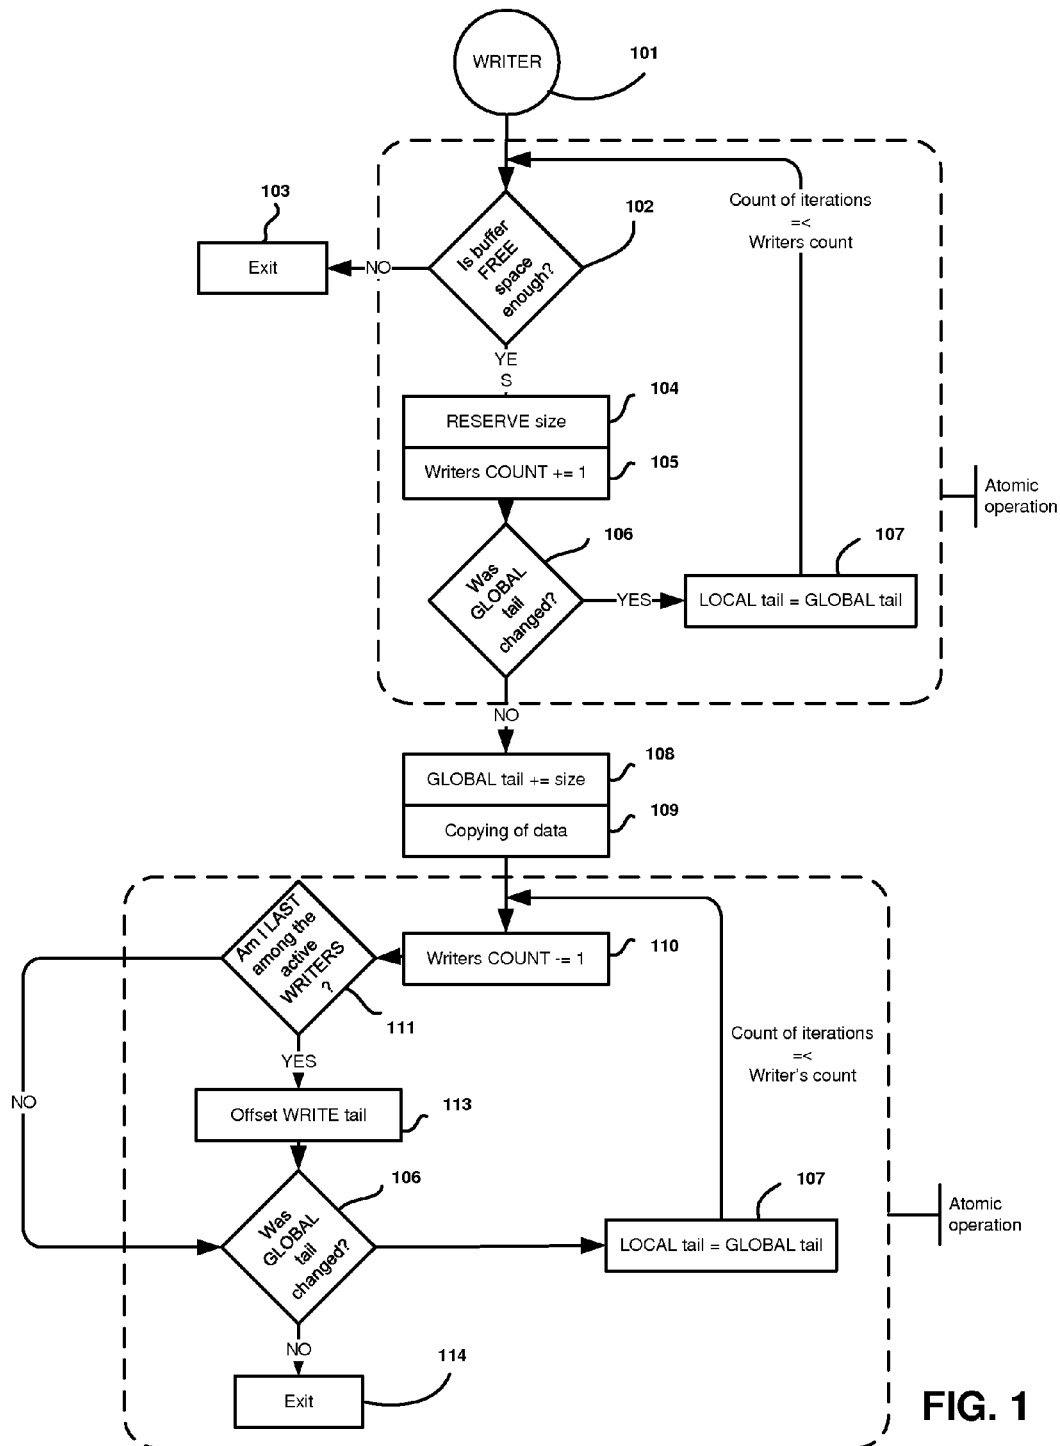 WRITER
101
103
Exit
NO
Is buffer
FREE
space
enough?
102
Count of iterations
=<
Writers count
YE
S
RESERVE size
104
Writers COUNT += 1
105
Atomic
operation
Was
GLOBAL
tail
changed?
106
YES
107
LOCAL tail = GLOBAL tail
NO
GLOBAL tail += size
108
Copying of data
109
Am I LAST
among the
active
WRITERS
?
111
Writers COUNT -= 1
110
Count of iterations
=<
Writer's count
YES
NO
Offset WRITE tail
113
Was
GLOBAL
tail
changed?
106
107
LOCAL tail = GLOBAL tail
Atomic
operation
NO
Exit
114
FIG. 1